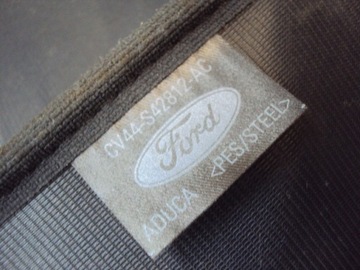 CV44-S42812-AC
Ford
ADUCA <PES/STEEL>